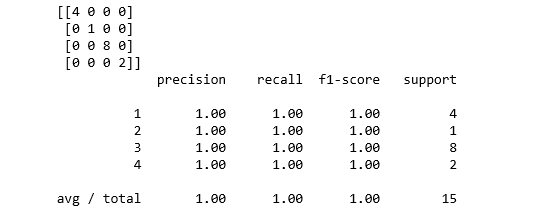 [[4 0 0 0]
[0 1 0 0]
[0 0 8 0]
[0 0 0 2]]
precision recall f1-score support
1 1.00 1.00 1.00 4
2 1.00 1.00 1.00 1
3 1.00 1.00 1.00 8
4 1.00 1.00 1.00 2
avg / total 1.00 1.00 1.00 15